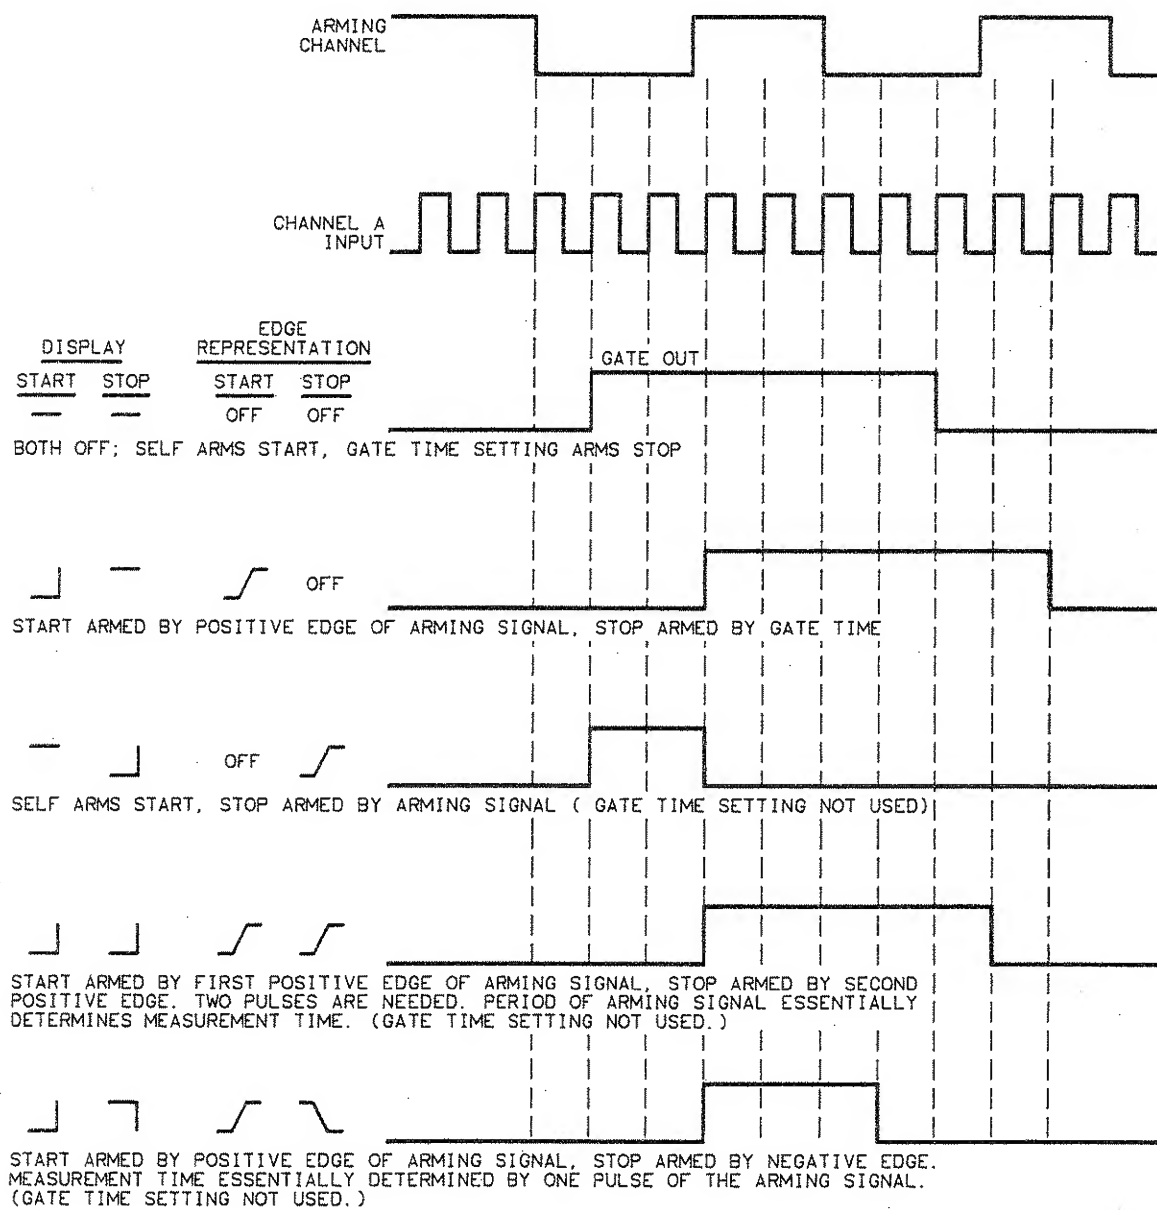 ARMING
CHANNEL
CHANNEL A
INPUT
DISPLAY
EDGE
REPRESENTATION
START STOP START STOP
GATE OUT
— — OFF OFF
BOTH OFF; SELF ARMS START, GATE TIME SETTING ARMS STOP
OFF
START ARMED BY POSITIVE EDGE OF ARMING SIGNAL, STOP ARMED BY GATE TIME
OFF
SELF ARMS START, STOP ARMED BY ARMING SIGNAL ( GATE TIME SETTING NOT USED)
START ARMED BY FIRST POSITIVE EDGE OF ARMING SIGNAL, STOP ARMED BY SECOND
POSITIVE EDGE. TWO PULSES ARE NEEDED. PERIOD OF ARMING SIGNAL ESSENTIALLY
DETERMINES MEASUREMENT TIME. (GATE TIME SETTING NOT USED.)
START ARMED BY POSITIVE EDGE OF ARMING SIGNAL, STOP ARMED BY NEGATIVE EDGE.
MEASUREMENT TIME ESSENTIALLY DETERMINED BY ONE PULSE OF THE ARMING SIGNAL.
(GATE TIME SETTING NOT USED.)